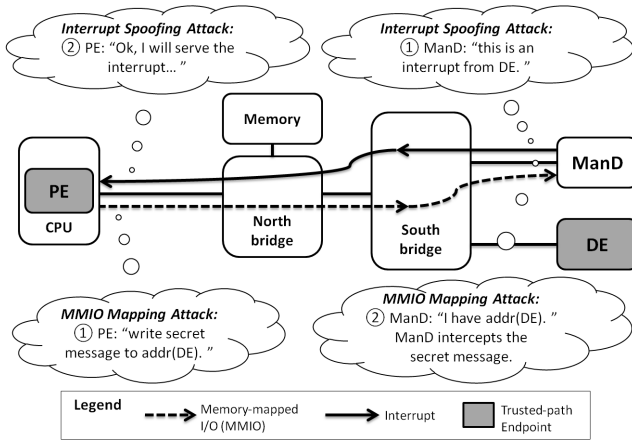 Interrupt Spoofing Attack:
② PE: “Ok, I will serve the
interrupt… ”
Interrupt Spoofing Attack:
① ManD: “this is an
interrupt from DE. ”
Memory
PE
CPU
North
bridge
South
bridge
ManD
DE
MMIO Mapping Attack:
① PE: “write secret
message to addr(DE). ”
MMIO Mapping Attack:
② ManD: “I have addr(DE). ”
ManD intercepts the
secret message.
Legend
Memory-mapped
I/O (MMIO)
Interrupt
Trusted-path
Endpoint